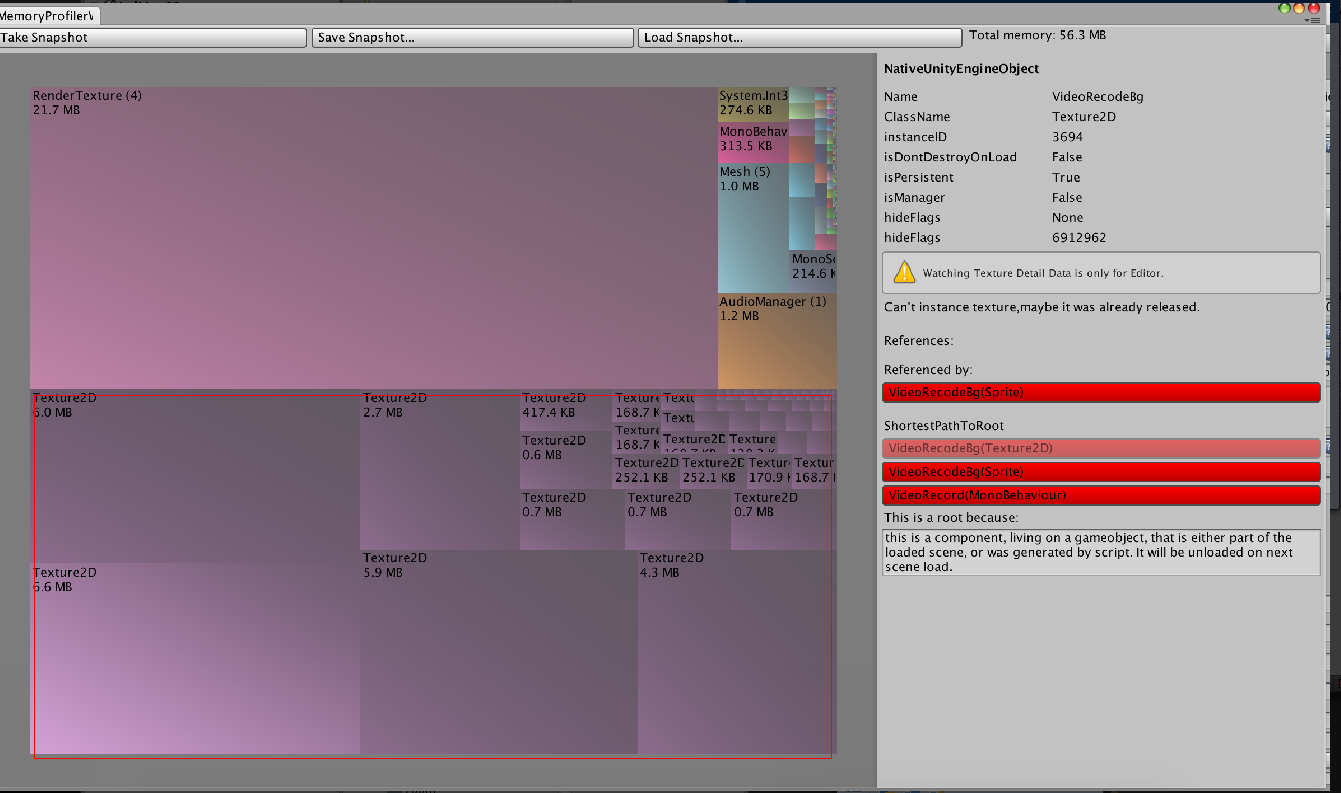 MemoryProfilerV
Take Snapshot
Save Snapshot...
Load Snapshot...
Total memory: 56.3 MB
RenderTexture (4)
21.7 MB
System.Int3
274.6 KB
MonoBehav
313.5 KB
Mesh (5)
1.0 MB
MonoSc
214.6 K
AudioManager (1)
1.2 MB
Texture2D
6.0 MB
Texture2D
2.7 MB
Texture2D
417.4 KB
Texture
168.7 K
Textu
Textu
Texture2D
0.6 MB
Texture
168.7 K
Texture2D
Texture
Texture2D
252.1 KB
Texture2D
252.1 KB
Textur
170.9 K
Textur
168.7
Texture2D
0.7 MB
Texture2D
0.7 MB
Texture2D
0.7 MB
Texture2D
6.6 MB
Texture2D
5.9 MB
Texture2D
4.3 MB
NativeUnityEngineObject
Name VideoRecodeBg
ClassName Texture2D
instanceID 3694
isDontDestroyOnLoad False
isPersistent True
isManager False
hideFlags None
hideFlags 6912962
Watching Texture Detail Data is only for Editor.
Can't instance texture,maybe it was already released.
References:
Referenced by:
VideoRecodeBg(Sprite)
ShortestPathToRoot
VideoRecodeBg(Texture2D)
VideoRecodeBg(Sprite)
VideoRecord(MonoBehaviour)
This is a root because:
this is a component, living on a gameobject, that is either part of the
loaded scene, or was generated by script. It will be unloaded on next
scene load.